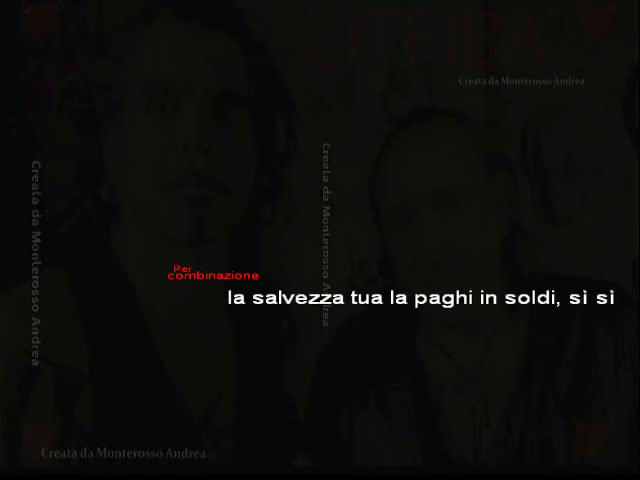 LITFIBA
Creata da Monterosso Andrea
Creata da Monterosso Andrea
Creata da Monterosso Andrea
Per
combinazione
la salvezza tua la paghi in soldi, sì sì
Creata da Monterosso Andrea